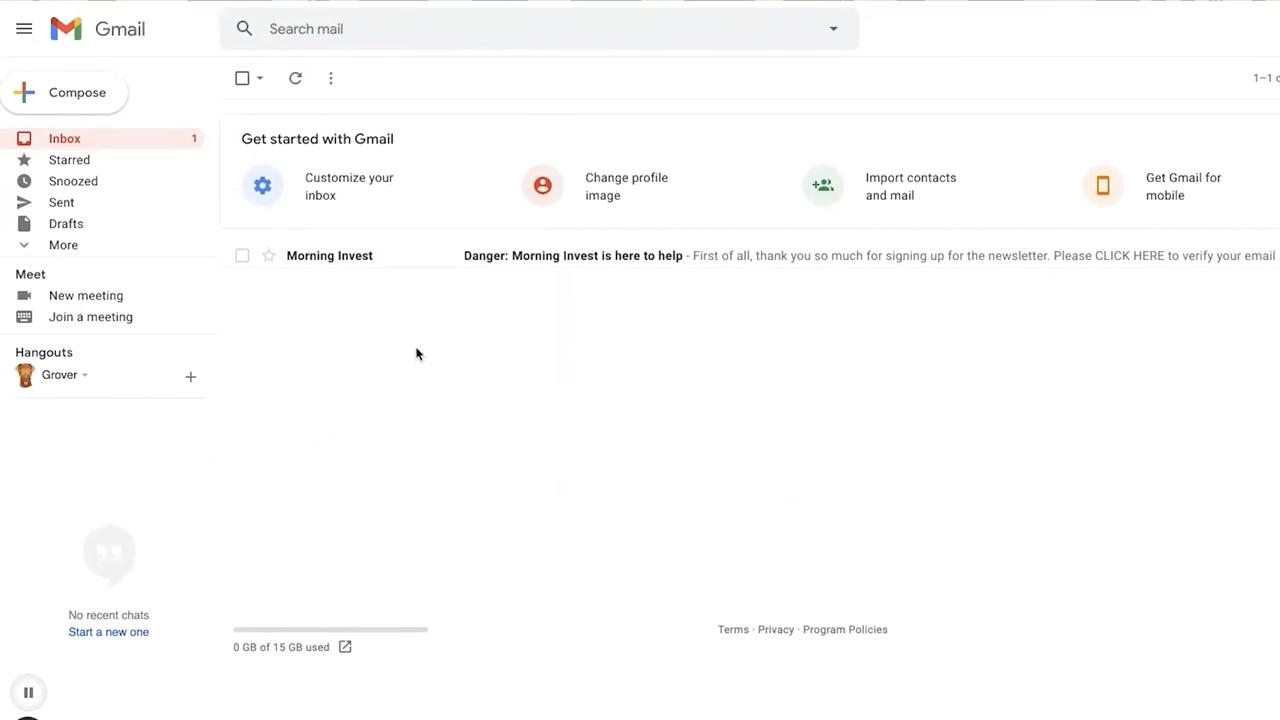 Gmail
Search mail
Compose
1–1
Inbox 1
Starred
Snoozed
Sent
Drafts
More
Meet
New meeting
Join a meeting
Hangouts
Grover
No recent chats
Start a new one
Get started with Gmail
Customize your
inbox
Change profile
image
Import contacts
and mail
Get Gmail for
mobile
Morning Invest Danger: Morning Invest is here to help - First of all, thank you so much for signing up for the newsletter. Please CLICK HERE to verify your email
0 GB of 15 GB used
Terms · Privacy · Program Policies